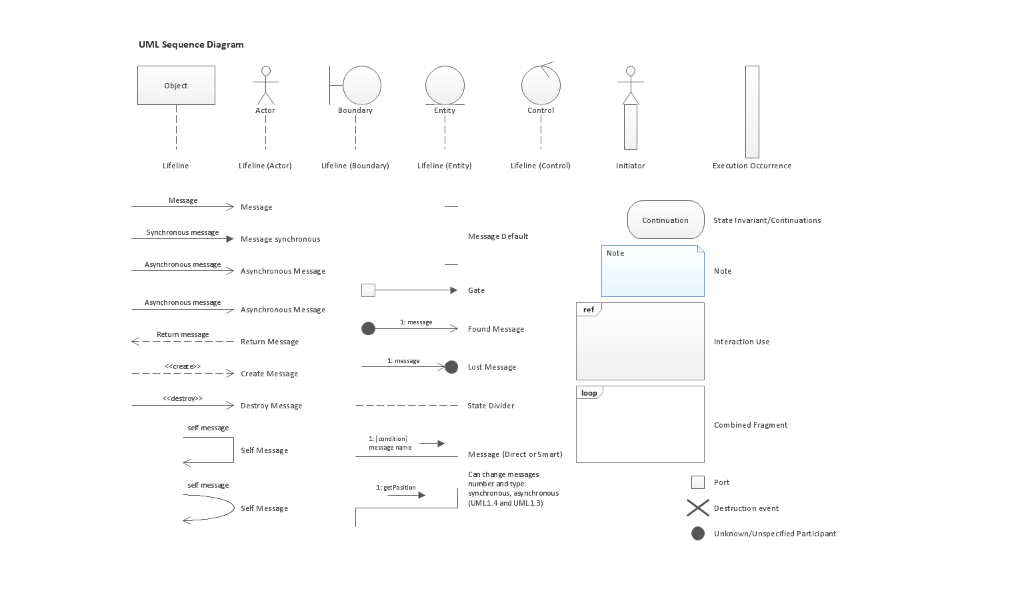 UML Sequence Diagram
Object
Actor
Boundary
Entity
Control
Lifeline
Lifeline (Actor)
Lifeline (Boundary)
Lifeline (Entity)
Lifeline (Control)
Initiator
Execution Occurrence
Message
Message
Synchronous message
Message synchronous
Asynchronous message
Asynchronous Message
Asynchronous message
Asynchronous Message
Return message
Return Message
<<create>>
Create Message
<<destroy>>
Destroy Message
self message
Self Message
self message
Self Message
Message Default
Gate
1: message
Found Message
1: message
Lost Message
State Divider
1: [condition]
message name
Message (Direct or Smart)
1: getPosition
Can change messages
number and type:
synchronous, asynchronous
(UML1.4 and UML1.3)
Continuation
State Invariant/Continuations
Note
Note
ref
Interaction Use
loop
Combined Fragment
Port
Destruction event
Unknown/Unspecified Participant